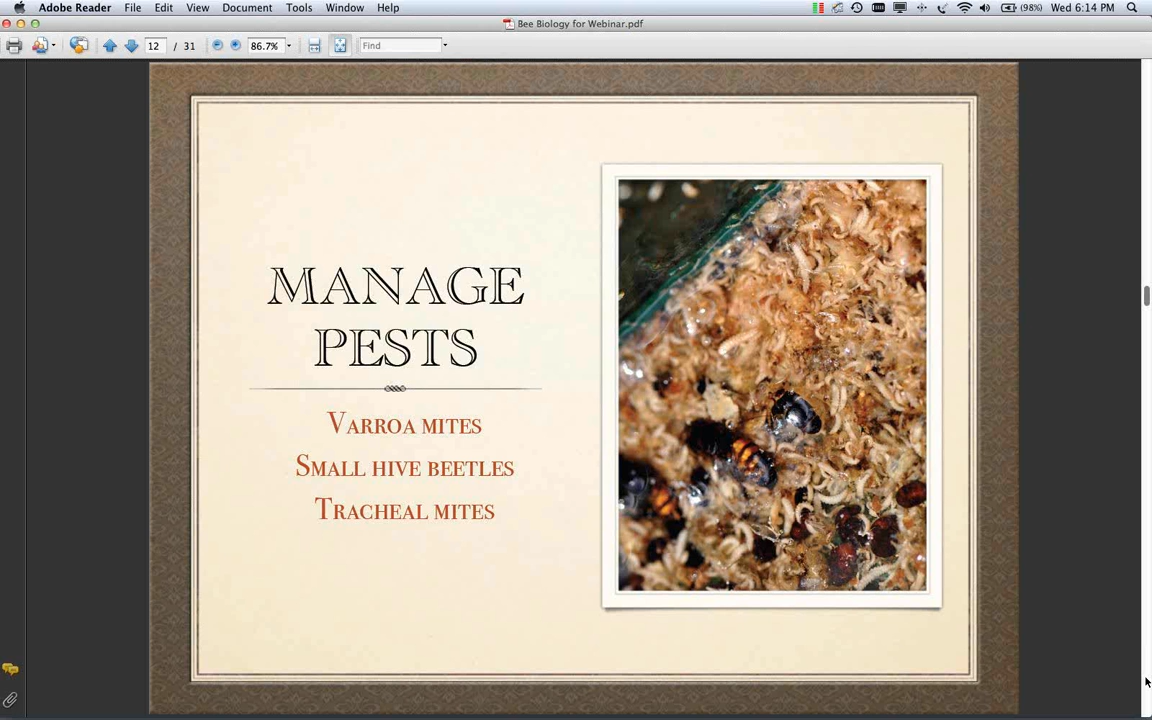 Adobe Reader File Edit View Document Tools Window Help (98%) Wed 6:14 PM
Bee Biology for Webinar.pdf
12 / 31 86.7% Find
MANAGE
PESTS
VARROA MITES
SMALL HIVE BEETLES
TRACHEAL MITES